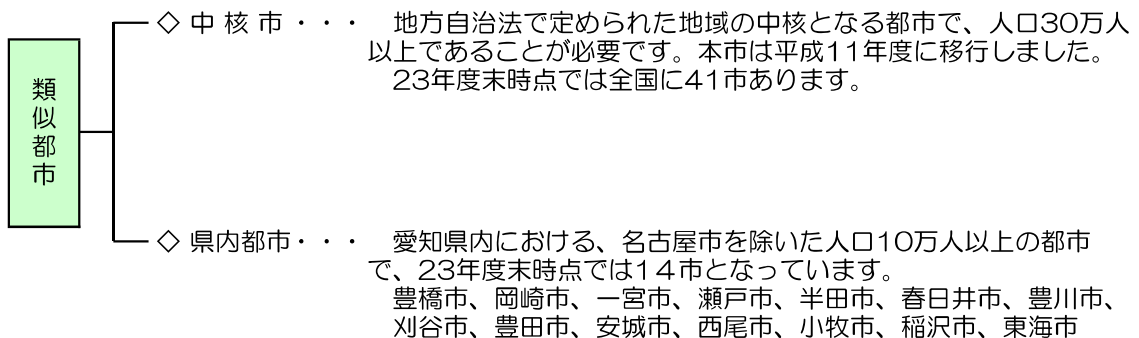 類似都市
◇ 中 核 市 ・・・　地方自治法で定められた地域の中核となる都市で、人口30万人
以上であることが必要です。本市は平成11年度に移行しました。
23年度末時点では全国に41市あります。
◇ 県内都市・・・　愛知県内における、名古屋市を除いた人口10万人以上の都市
で、23年度末時点では14市となっています。
豊橋市、岡崎市、一宮市、瀬戸市、半田市、春日井市、豊川市、
刈谷市、豊田市、安城市、西尾市、小牧市、稲沢市、東海市